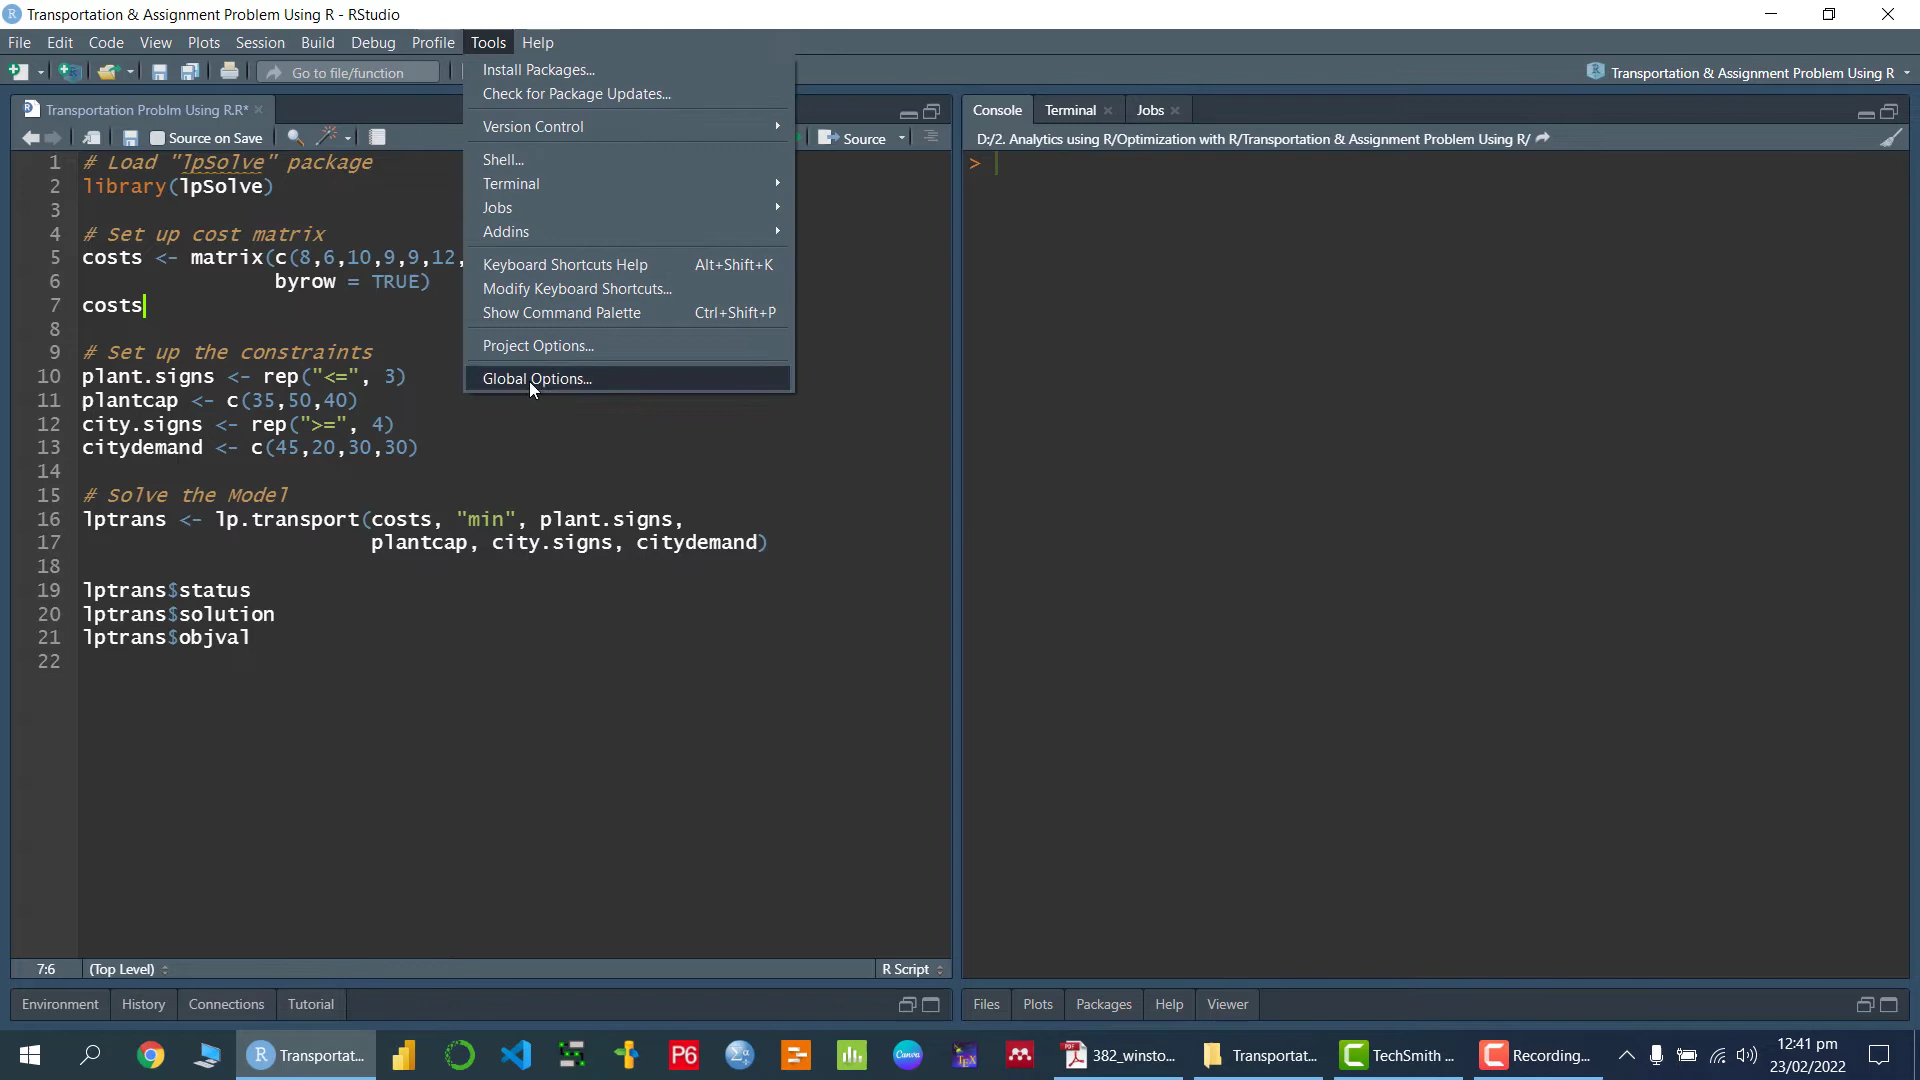 Transportation & Assignment Problem Using R - RStudio
File Edit Code View Plots Session Build Debug Profile Tools Help
Go to file/function
Transportation & Assignment Problem Using R
Install Packages...
Check for Package Updates...
Version Control
Shell...
Terminal
Jobs
Addins
Keyboard Shortcuts Help Alt+Shift+K
Modify Keyboard Shortcuts...
Show Command Palette Ctrl+Shift+P
Project Options...
Global Options...
Transportation Problm Using R.R*
Source on Save
Source
1 # Load "lpSolve" package
2 library(lpSolve)
3
4 # Set up cost matrix
5 costs <- matrix(c(8,6,10,9,9,12,
6 byrow = TRUE)
7 costs
8
9 # Set up the constraints
10 plant.signs <- rep("<=", 3)
11 plantcap <- c(35,50,40)
12 city.signs <- rep(">=", 4)
13 citydemand <- c(45,20,30,30)
14
15 # Solve the Model
16 lptrans <- lp.transport(costs, "min", plant.signs,
17 plantcap, city.signs, citydemand)
18
19 lptrans$status
20 lptrans$solution
21 lptrans$objval
22
7:6 (Top Level) R Script
Environment History Connections Tutorial
Console Terminal Jobs
D:/2. Analytics using R/Optimization with R/Transportation & Assignment Problem Using R/
>
Files Plots Packages Help Viewer
Transportat...
P6
Canva
TEX
382_winsto...
Transportat...
TechSmith ...
Recording...
12:41 pm
23/02/2022